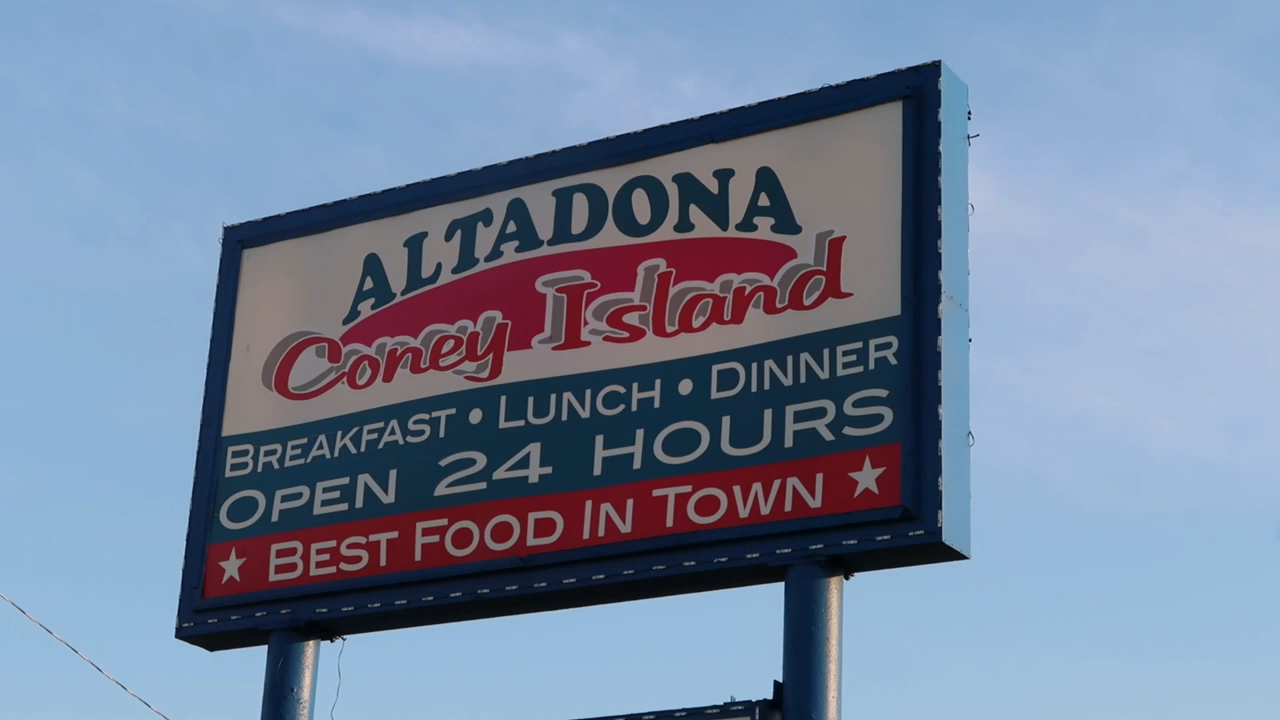 ALTADONA
Coney Island
BREAKFAST • LUNCH • DINNER
OPEN 24 HOURS
★ BEST FOOD IN TOWN ★